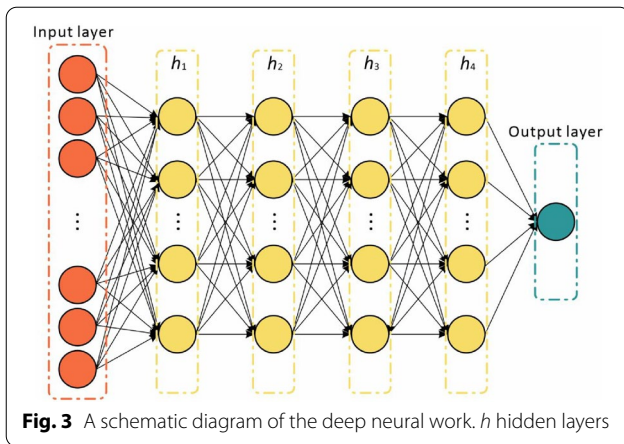 Input layer
h1 h2 h3 h4
Output layer
Fig. 3 A schematic diagram of the deep neural work. h hidden layers